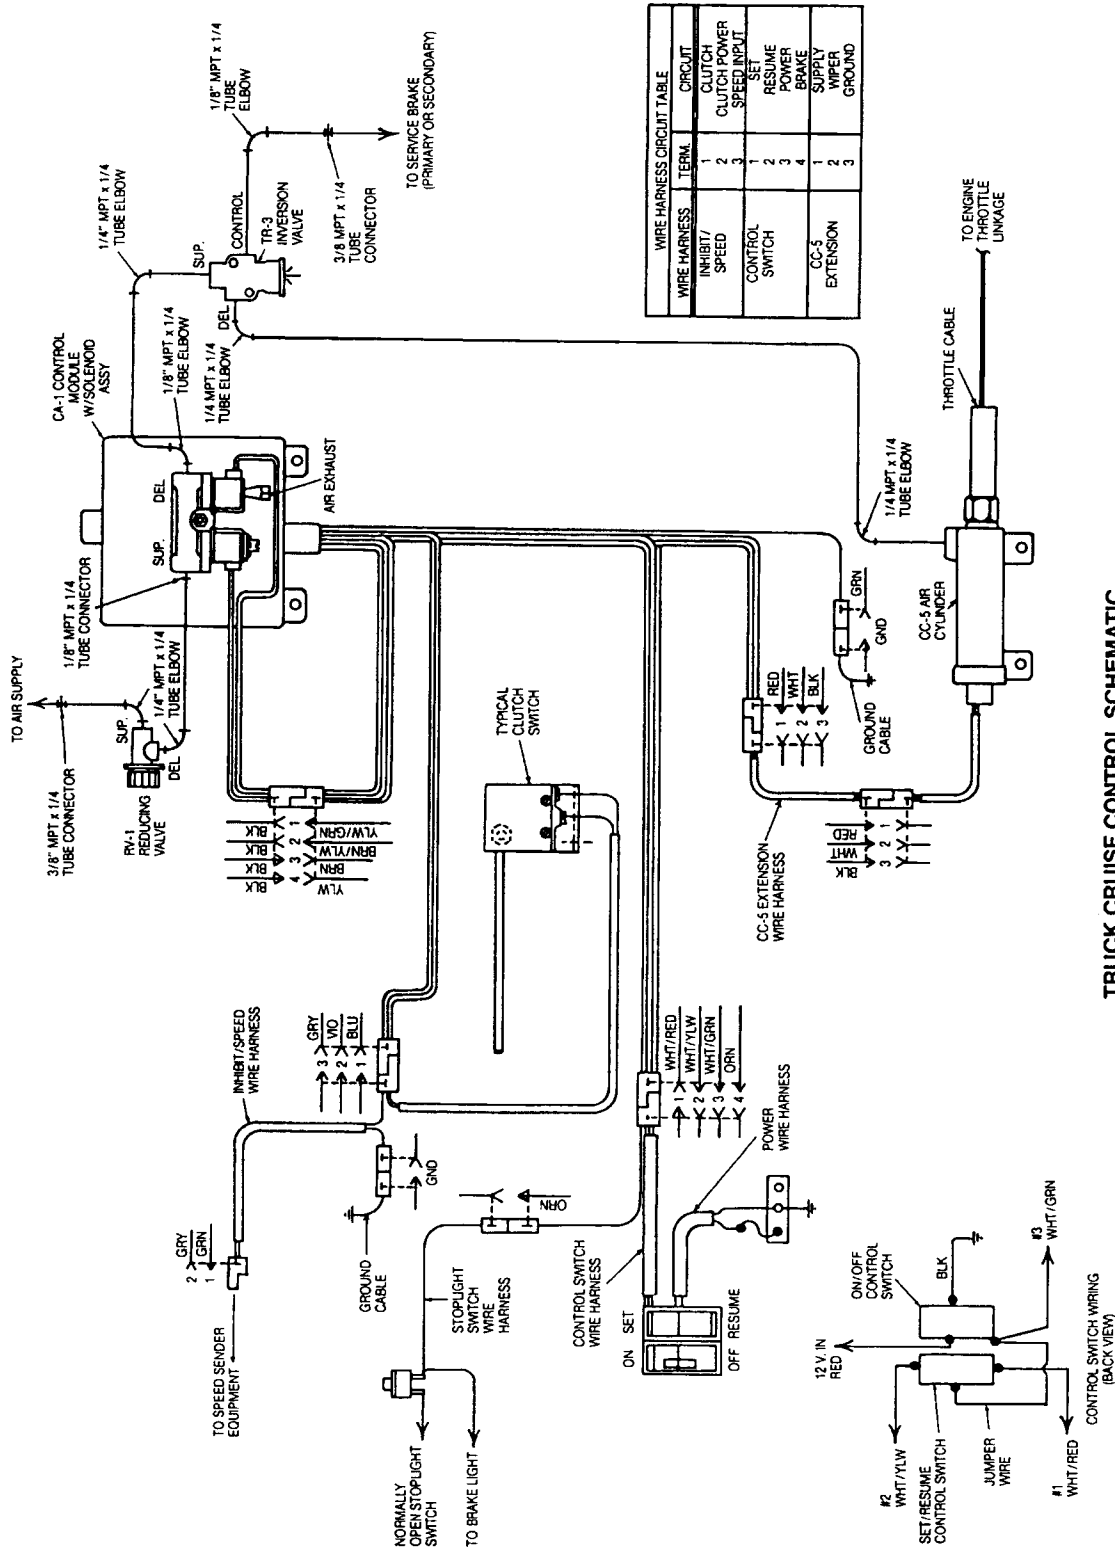 TO AIR SUPPLY
3/8" MPT x 1/4
TUBE CONNECTOR
RV-1
REDUCING
VALVE
SUP.
DEL
1/4" MPT x 1/4
TUBE ELBOW
1/8" MPT x 1/4
TUBE CONNECTOR
SUP.
DEL
CA-1 CONTROL
MODULE
W/SOLENOID
ASSY
1/8" MPT x 1/4
TUBE ELBOW
1/4" MPT x 1/4
TUBE ELBOW
1/4 MPT x 1/4
TUBE ELBOW
DEL
SUP.
CONTROL
TR-3
INVERSION
VALVE
1/8" MPT x 1/4
TUBE
ELBOW
3/8 MPT x 1/4
TUBE
CONNECTOR
TO SERVICE BRAKE
(PRIMARY OR SECONDARY)
AIR EXHAUST
BLK
BLK
BLK
BLK
4 3 2 1
YLW
BRN
BRN/YLW
YLW/GRN
INHIBIT/SPEED
WIRE HARNESS
GRY
VIO
BLU
3
2
1
GRY
GRN
2
1
TO SPEED SENDER
EQUIPMENT
GROUND
CABLE
GND
TYPICAL
CLUTCH
SWITCH
NORMALLY
OPEN STOPLIGHT
SWITCH
TO BRAKE LIGHT
STOPLIGHT
SWITCH
WIRE
HARNESS
ORN
CONTROL SWITCH
WIRE HARNESS
ON SET
OFF RESUME
WHT/RED
WHT/YLW
WHT/GRN
ORN
1
2
3
4
POWER
WIRE HARNESS
WIRE HARNESS CIRCUIT TABLE
WIRE HARNESS TERM. CIRCUIT
INHIBIT/ 1 CLUTCH
SPEED 2 CLUTCH POWER
3 SPEED INPUT
CONTROL 1 SET
SWITCH 2 RESUME
3 POWER
4 BRAKE
CC-5 1 SUPPLY
EXTENSION 2 WIPER
3 GROUND
RED
WHT
BLK
1
2
3
CC-5 EXTENSION
WIRE HARNESS
GROUND
CABLE
GND
GRN
BLK
WHT
RED
3 2 1
1/4 MPT x 1/4
TUBE ELBOW
CC-5 AIR
CYLINDER
THROTTLE CABLE
TO ENGINE
THROTTLE
LINKAGE
12 V. IN
RED
ON/OFF
CONTROL
SWITCH
BLK
#2
WHT/YLW
SET/RESUME
CONTROL SWITCH
JUMPER
WIRE
#1
WHT/RED
#3
WHT/GRN
CONTROL SWITCH WIRING
(BACK VIEW)
TRUCK CRUISE CONTROL SCHEMATIC